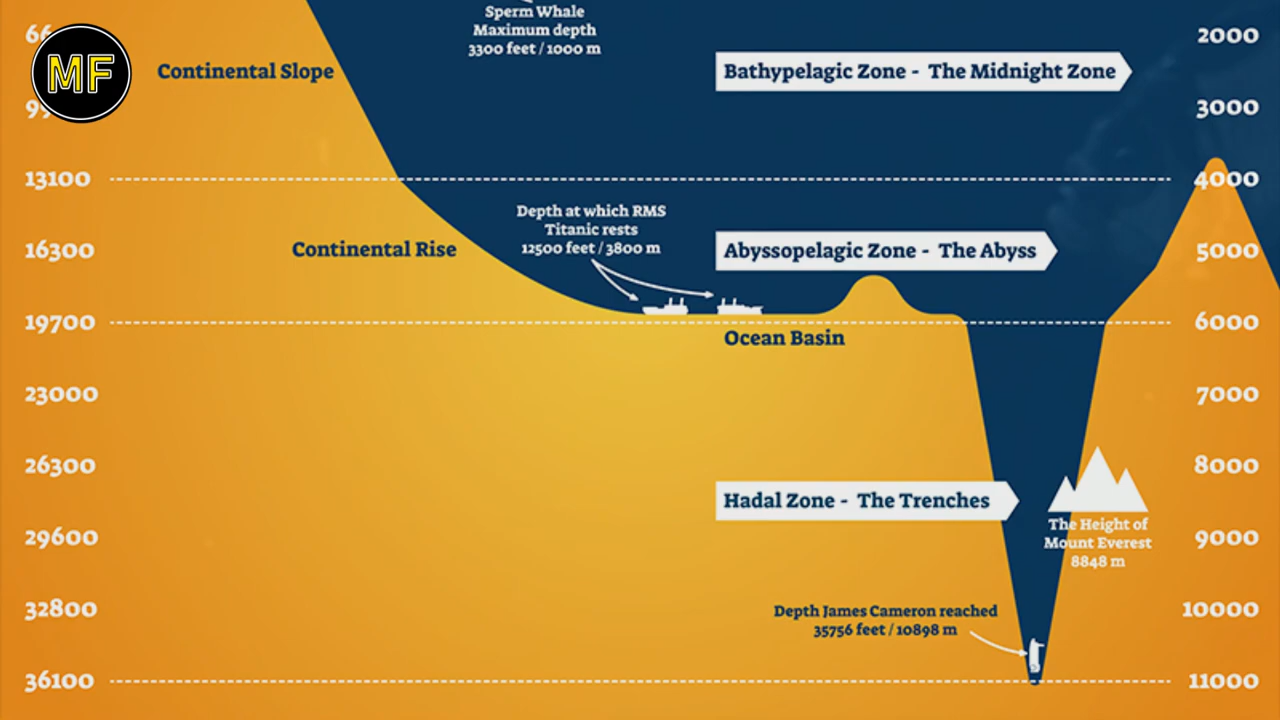 Sperm Whale
Maximum depth
3300 feet / 1000 m
2000
MF
Continental Slope
Bathypelagic Zone - The Midnight Zone
3000
13100
4000
Depth at which RMS
Titanic rests
12500 feet / 3800 m
16300
Continental Rise
Abyssopelagic Zone - The Abyss
5000
19700
6000
Ocean Basin
23000
7000
26300
8000
Hadal Zone - The Trenches
The Height of
Mount Everest
8848 m
29600
9000
32800
10000
Depth James Cameron reached
35756 feet / 10898 m
36100
11000